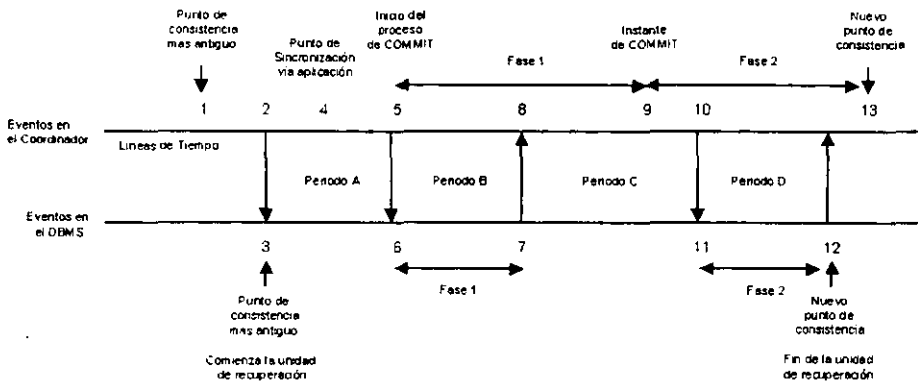 Punto de
consistencia
mas antiguo
Punto de
Sincronización
via aplicación
Inicio del
proceso
de COMMIT
Instante
de COMMIT
Nuevo
punto de
consistencia
Fase 1
Fase 2
1 2 4 5 8 9 10 13
Eventos en
el Coordinador
Lineas de Tiempo
Periodo A
Periodo B
Periodo C
Periodo D
Eventos en
el DBMS
3 6 7 11 12
Fase 1
Fase 2
Punto de
consistencia
mas antiguo
Nuevo
punto de
consistencia
Comienza la unidad
de recuperación
Fin de la unidad
de recuperación